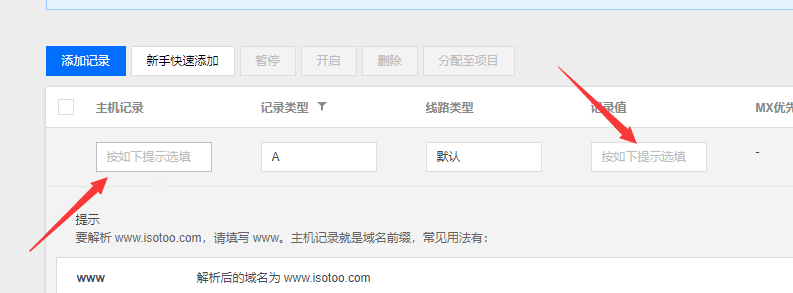 添加记录 新手快速添加 暂停 开启 删除 分配至项目
主机记录 记录类型 线路类型 记录值 MX优先
按如下提示选填 A 默认 按如下提示选填 -
提示
要解析 www.isotoo.com，请填写 www。主机记录就是域名前缀，常见用法有：
www 解析后的域名为 www.isotoo.com